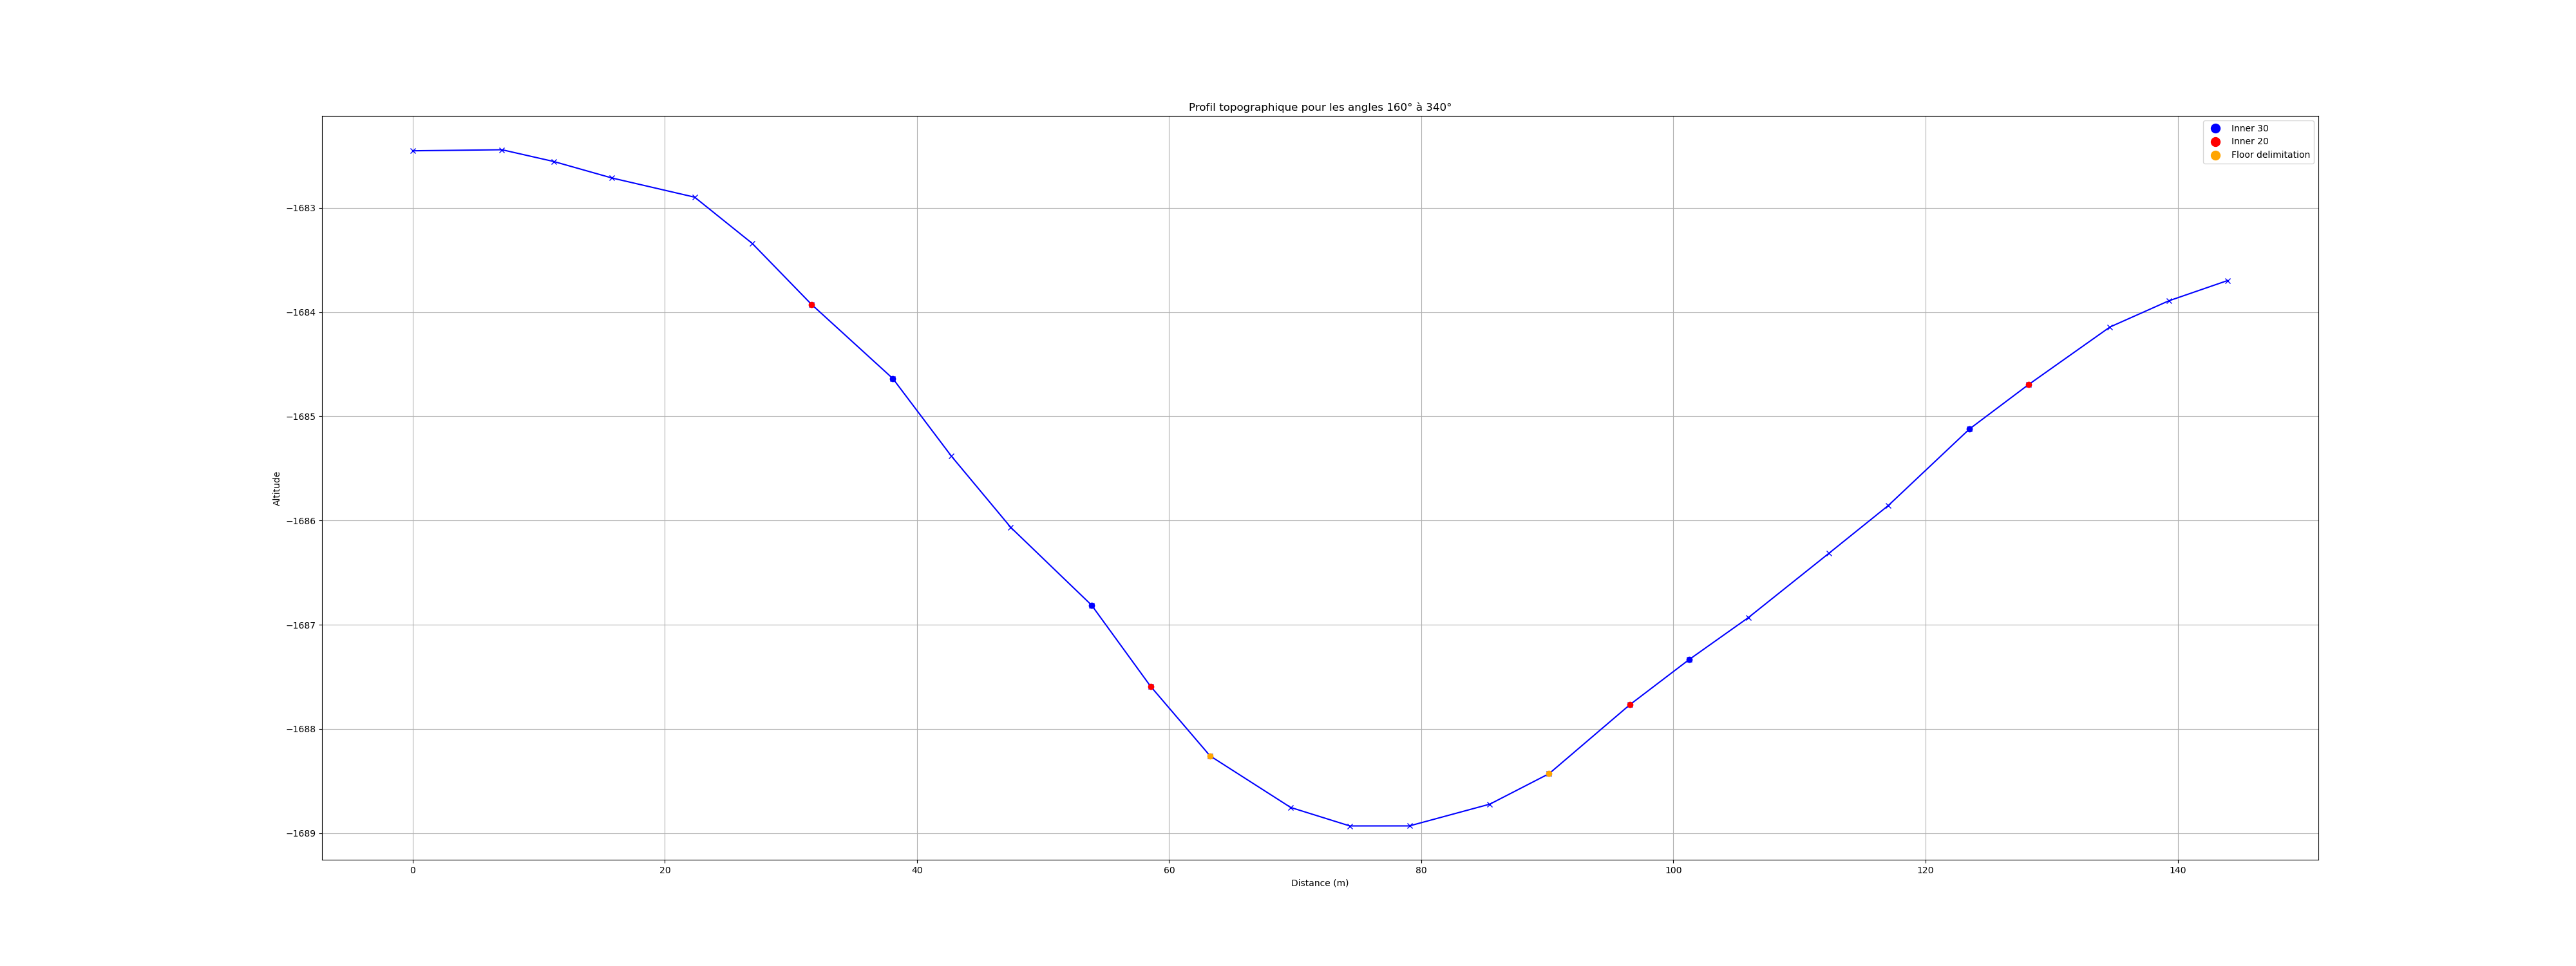 Profil topographique pour les angles 160° à 340°
Inner 30
Inner 20
Floor delimitation
Altitude
−1683
−1684
−1685
−1686
−1687
−1688
−1689
0 20 40 60 80 100 120 140
Distance (m)